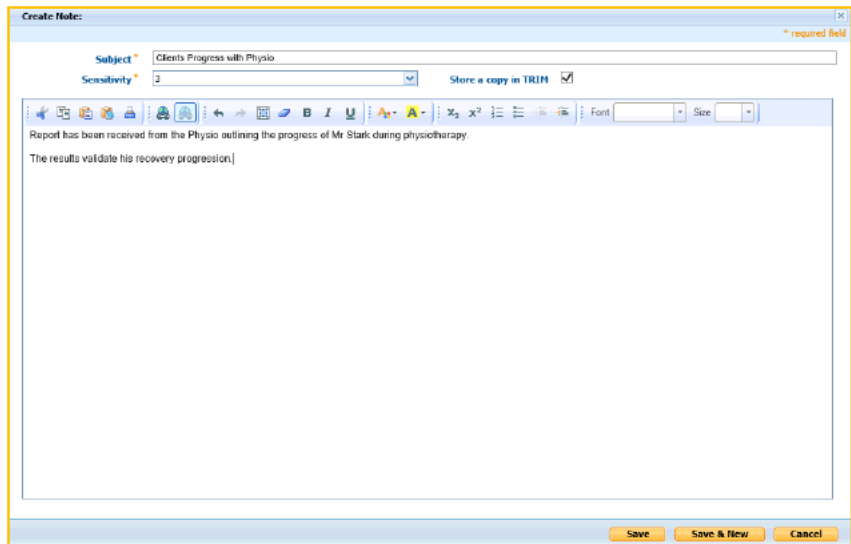 Create Note:
* required field
Subject * Clients Progress with Physio
Sensitivity * 3 Store a copy in TRIM
B I U A A X₂ X² Font Size
Report has been received from the Physio outlining the progress of Mr Stark during physiotherapy.
The results validate his recovery progression.
Save Save & New Cancel